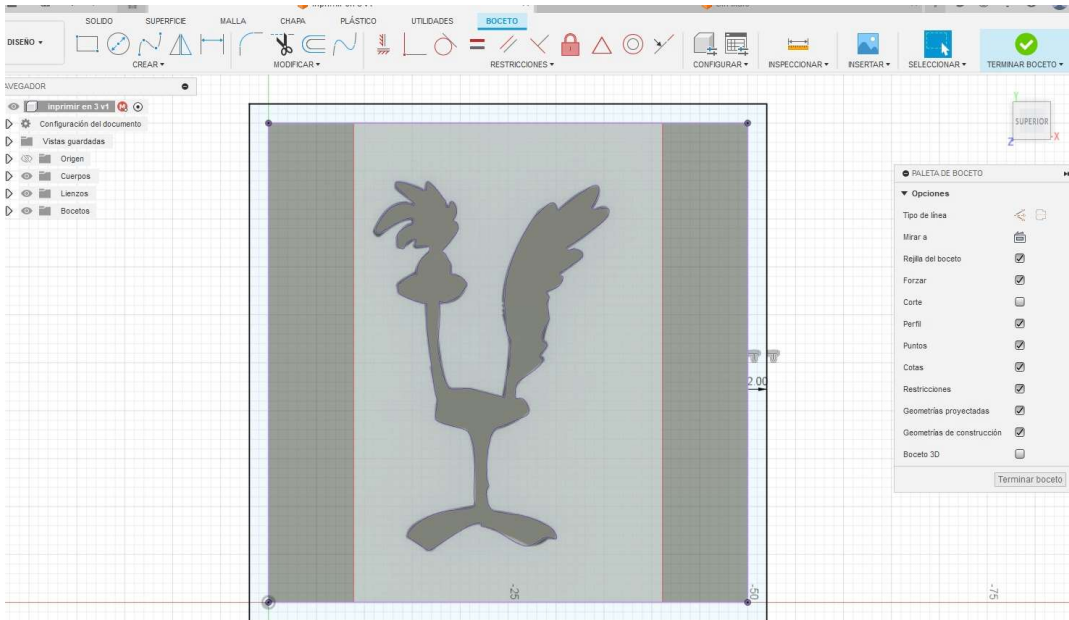 SOLIDO SUPERFICE MALLA CHAPA PLÁSTICO UTILIDADES BOCETO
DISEÑO
CREAR MODIFICAR RESTRICCIONES CONFIGURAR INSPECCIONAR INSERTAR SELECCIONAR TERMINAR BOCETO
inprimir en 3 v1
Configuración del documento
Vistas guardadas
Origen
Cuerpos
Lienzos
Bocetos
SUPERIOR
Y
Z
X
PALETA DE BOCETO
Opciones
Tipo de línea
Mirar a
Rejilla del boceto
Forzar
Corte
Perfil
Puntos
Cotas
Restricciones
Geometrías proyectadas
Geometrías de construcción
Boceto 3D
Terminar boceto
2.00
-25
-50
-75